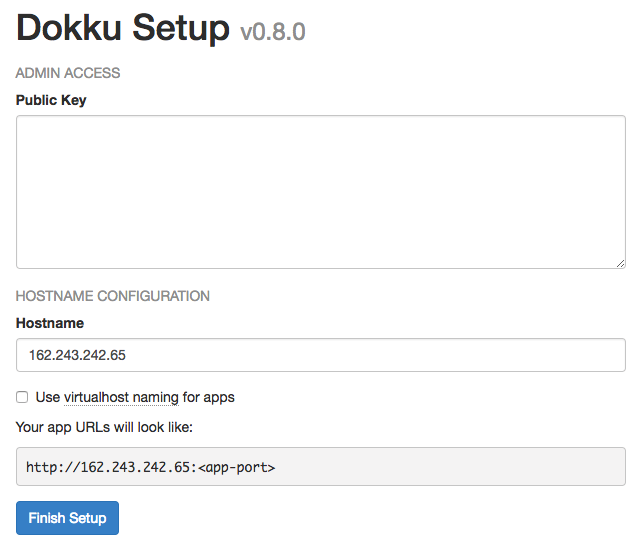 Dokku Setup v0.8.0
ADMIN ACCESS
Public Key
HOSTNAME CONFIGURATION
Hostname
162.243.242.65
Use virtualhost naming for apps
Your app URLs will look like:
http://162.243.242.65:<app-port>
Finish Setup